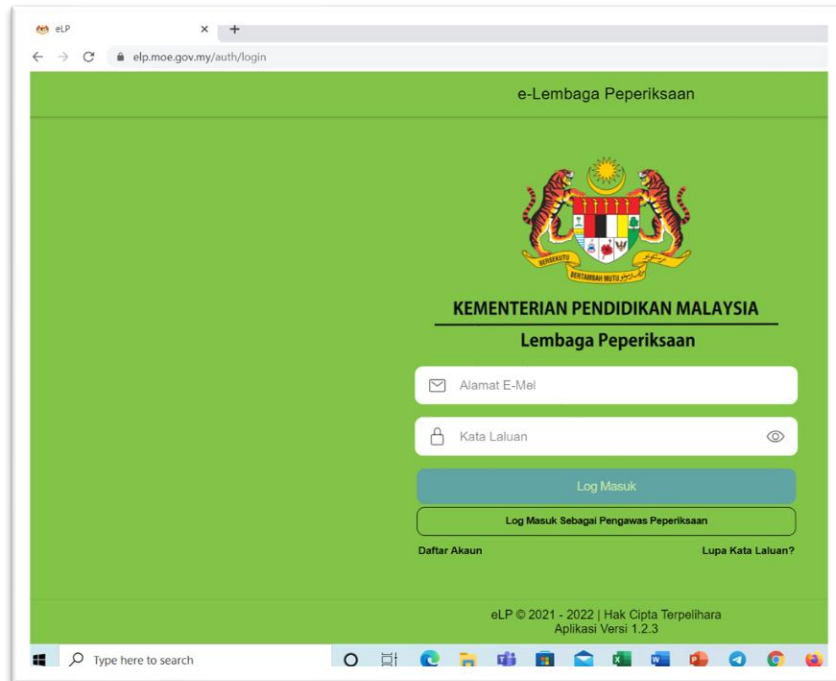 eLP
elp.moe.gov.my/auth/login
e-Lembaga Peperiksaan
BERSEKUTU
BERTAMBAH MUTU
KEMENTERIAN PENDIDIKAN MALAYSIA
Lembaga Peperiksaan
Alamat E-Mel
Kata Laluan
Log Masuk
Log Masuk Sebagai Pengawas Peperiksaan
Daftar Akaun
Lupa Kata Laluan?
eLP © 2021 - 2022 | Hak Cipta Terpelihara
Aplikasi Versi 1.2.3
Type here to search